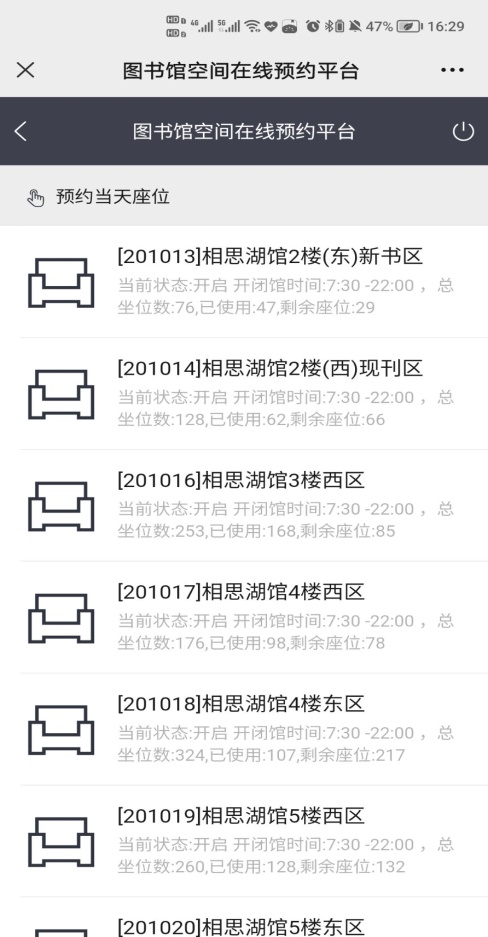 HD 4G 5G 47% 16:29
HD
图书馆空间在线预约平台
图书馆空间在线预约平台
预约当天座位
[201013]相思湖馆2楼(东)新书区
当前状态:开启 开闭馆时间:7:30 -22:00 ，总
坐位数:76,已使用:47,剩余座位:29
[201014]相思湖馆2楼(西)现刊区
当前状态:开启 开闭馆时间:7:30 -22:00 ，总
坐位数:128,已使用:62,剩余座位:66
[201016]相思湖馆3楼西区
当前状态:开启 开闭馆时间:7:30 -22:00 ，总
坐位数:253,已使用:168,剩余座位:85
[201017]相思湖馆4楼西区
当前状态:开启 开闭馆时间:7:30 -22:00 ，总
坐位数:176,已使用:98,剩余座位:78
[201018]相思湖馆4楼东区
当前状态:开启 开闭馆时间:7:30 -22:00 ，总
坐位数:324,已使用:107,剩余座位:217
[201019]相思湖馆5楼西区
当前状态:开启 开闭馆时间:7:30 -22:00 ，总
坐位数:260,已使用:128,剩余座位:132
[201020]相思湖馆5楼东区